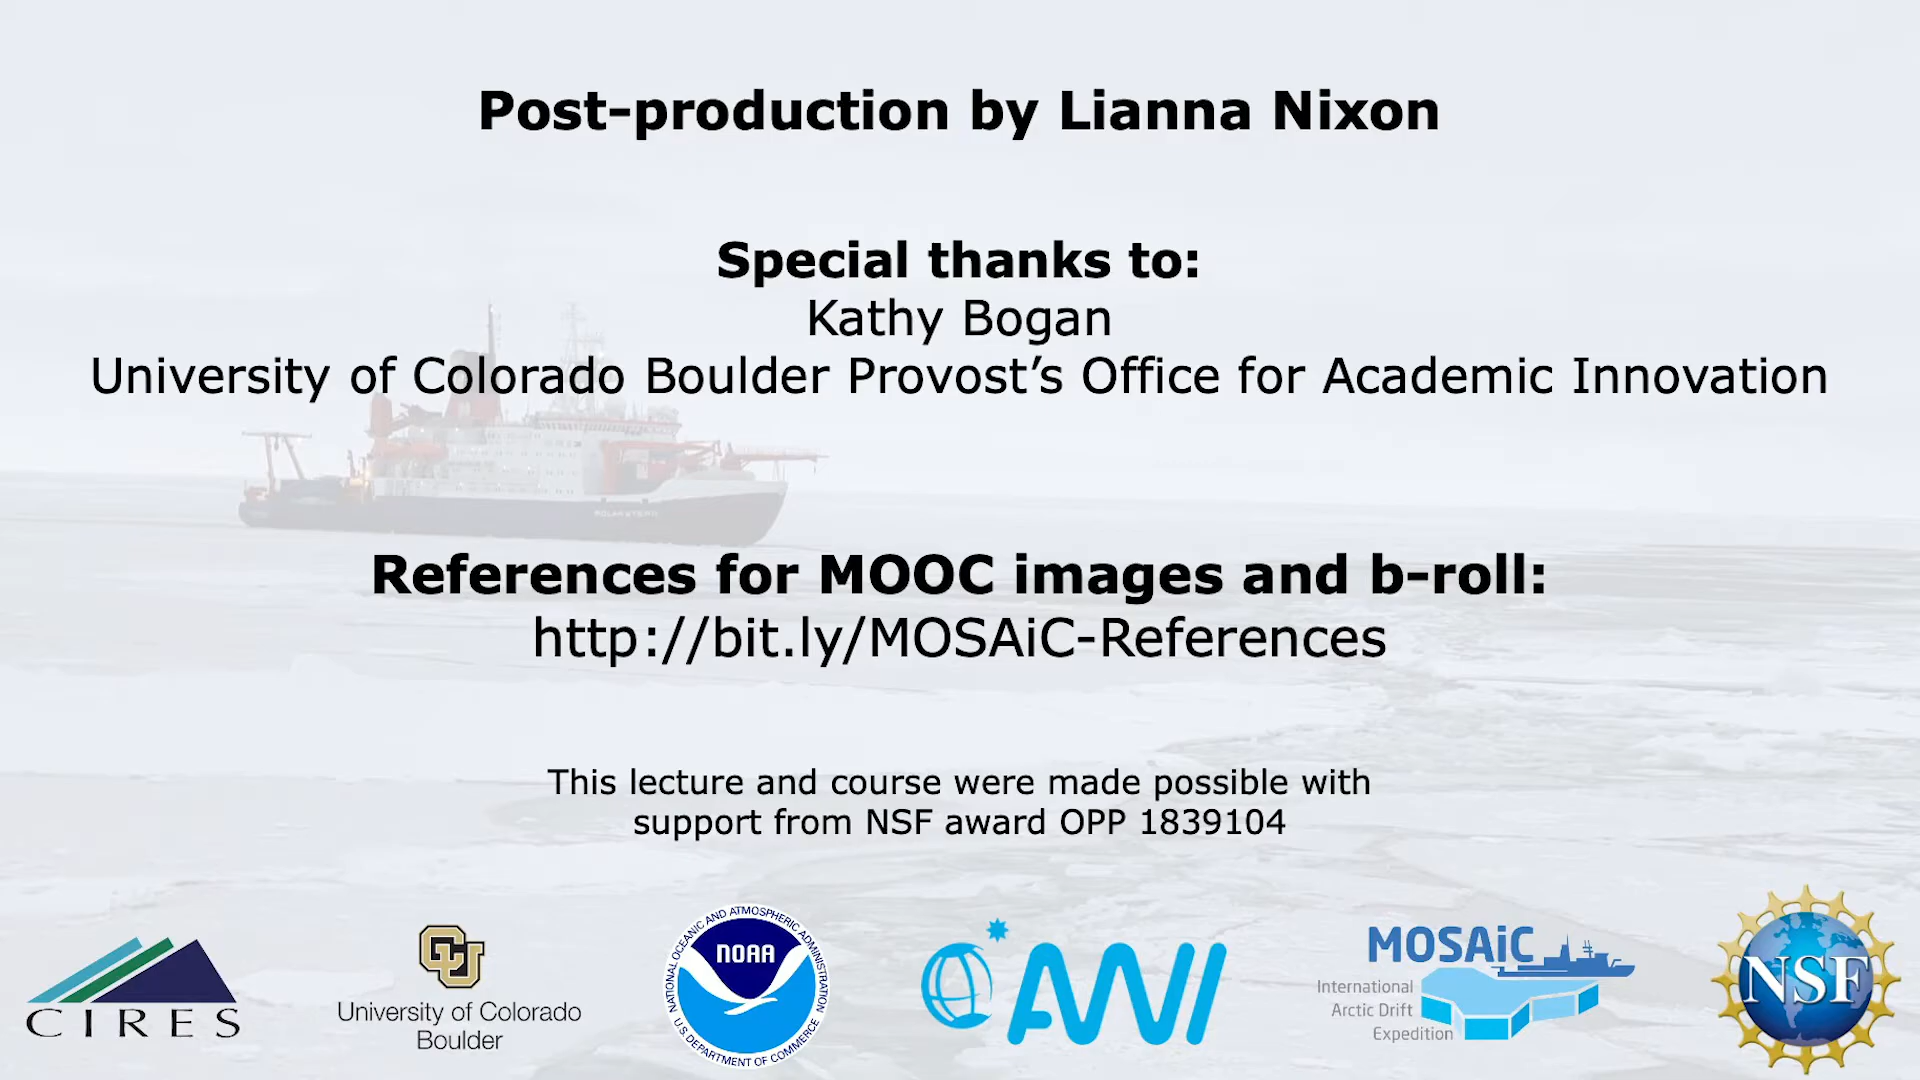 Post-production by Lianna Nixon
Special thanks to:
Kathy Bogan
University of Colorado Boulder Provost’s Office for Academic Innovation
POLARSTERN
References for MOOC images and b-roll:
http://bit.ly/MOSAiC-References
This lecture and course were made possible with
support from NSF award OPP 1839104
CIRES
CU
University of Colorado
Boulder
NATIONAL OCEANIC AND ATMOSPHERIC ADMINISTRATION
NOAA
U.S. DEPARTMENT OF COMMERCE
AWI
MOSAiC
International
Arctic Drift
Expedition
NSF